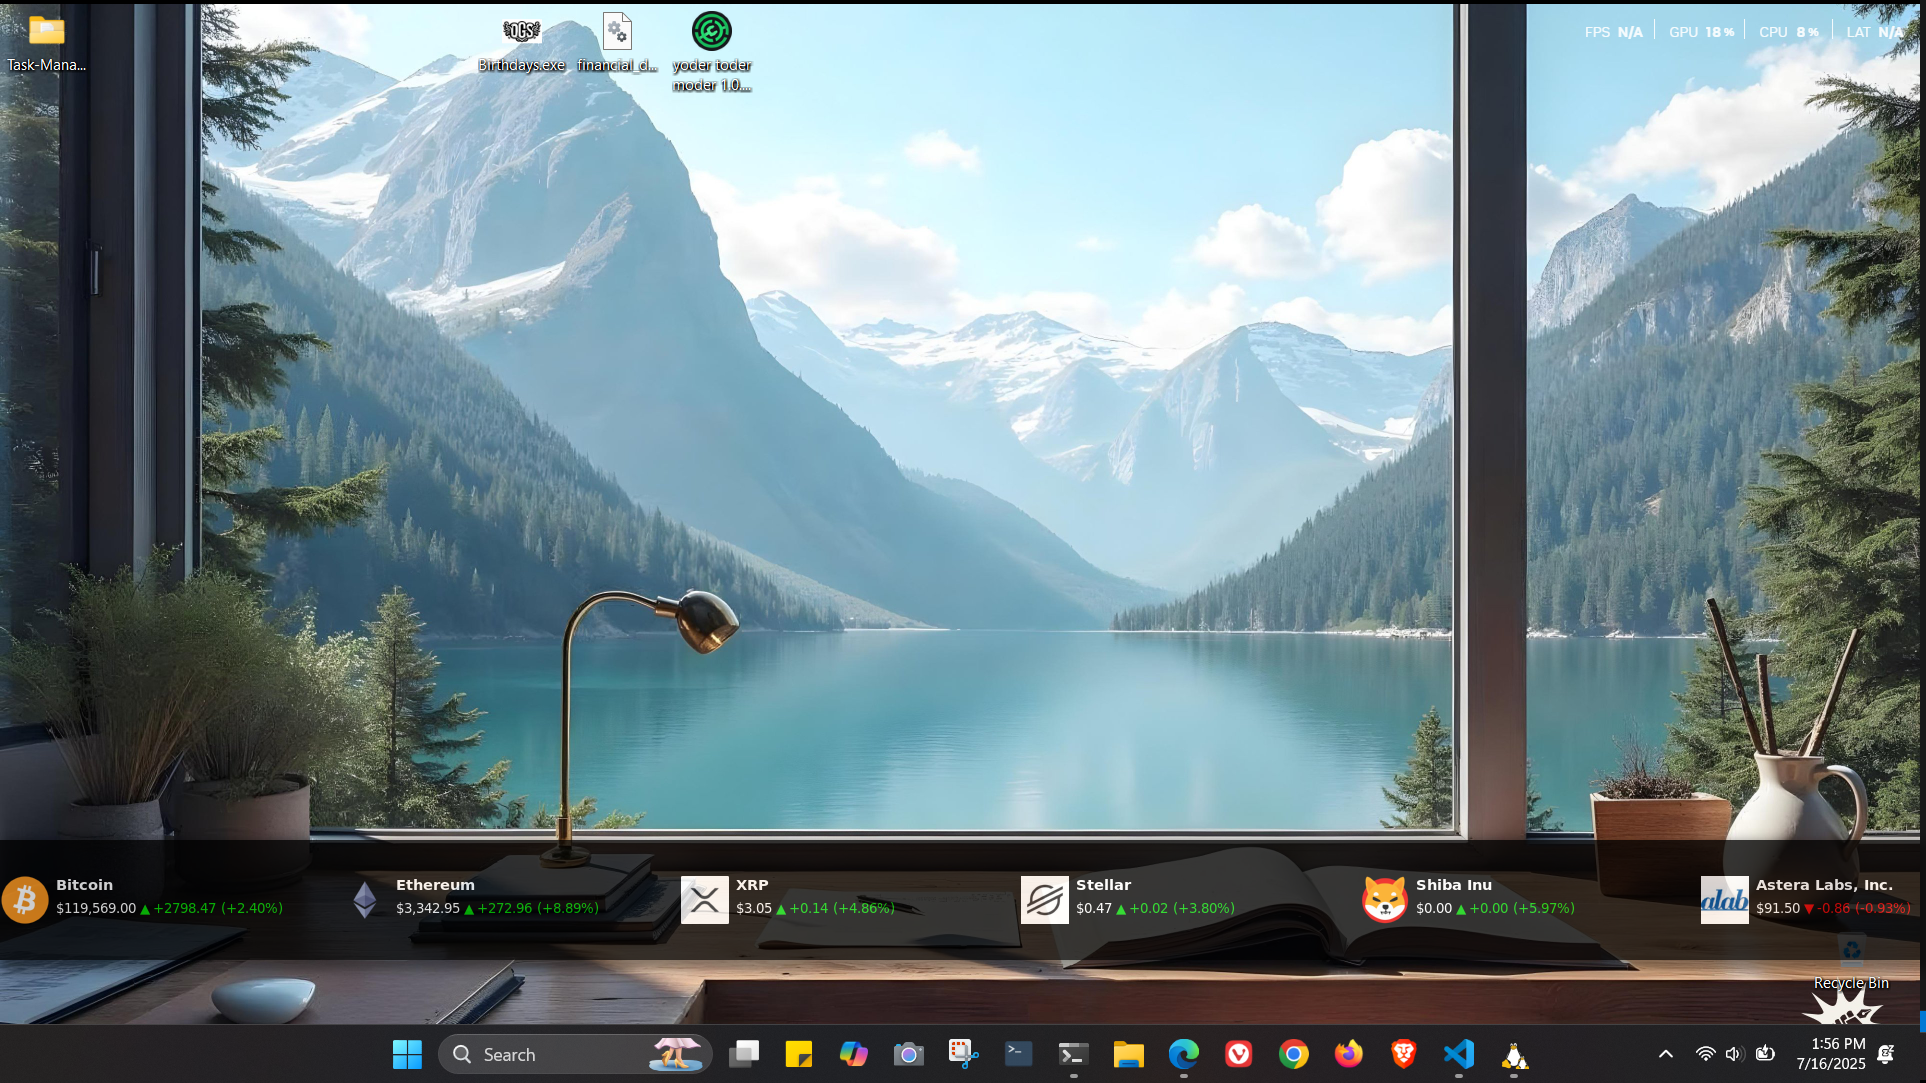 FPS N/A GPU 18% CPU 8% LAT N/A
OGS
Task-Mana...
Birthdays.exe
financial_d...
yoder toder
moder 1.0....
Bitcoin
$119,569.00 ▲ +2798.47 (+2.40%)
Ethereum
$3,342.95 ▲ +272.96 (+8.89%)
XRP
$3.05 ▲ +0.14 (+4.86%)
Stellar
$0.47 ▲ +0.02 (+3.80%)
Shiba Inu
$0.00 ▲ +0.00 (+5.97%)
alab
Astera Labs, Inc.
$91.50 ▼ -0.86 (-0.93%)
Recycle Bin
Search
1:56 PM
7/16/2025